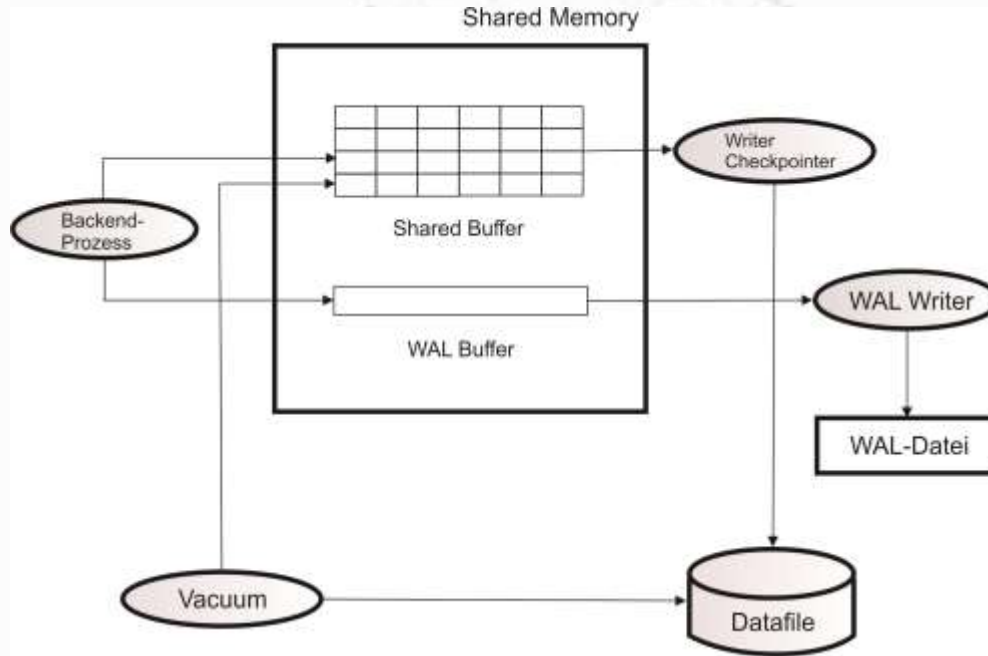 Shared Memory
Writer
Checkpointer
Backend-
Prozess
Shared Buffer
WAL Writer
WAL Buffer
WAL-Datei
Vacuum
Datafile